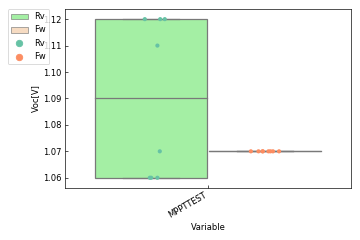 Rv
Fw
Rv
Fw
1.12
1.11
1.10
1.09
1.08
1.07
1.06
Voc[V]
MPPTTEST
Variable